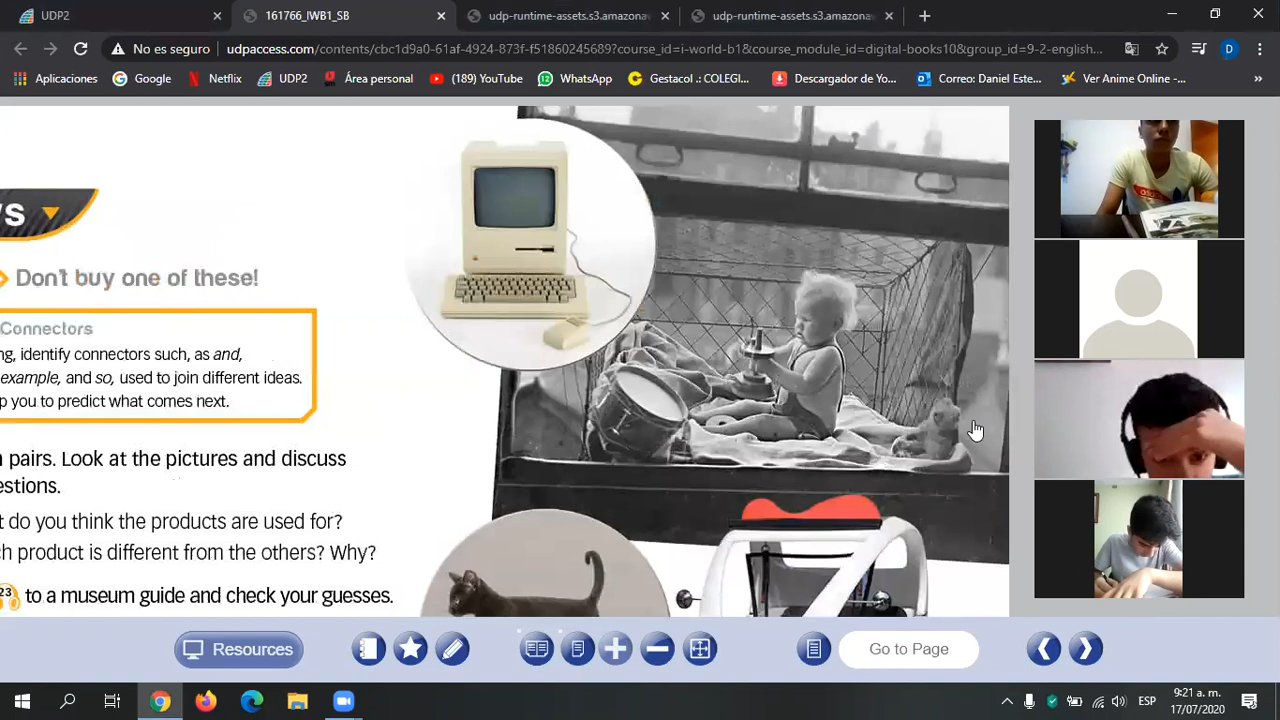 UDP2
161766_IWB1_SB
udp-runtime-assets.s3.amazona
udp-runtime-assets.s3.amazona
No es seguro
udpaccess.com/contents/cbc1d9a0-61af-4924-873f-f51860245689?course_id=i-world-b1&course_module_id=digital-books10&group_id=9-2-english...
D
Aplicaciones
Google
Netflix
UDP2
Área personal
(189) YouTube
WhatsApp
Gestacol .: COLEGI...
Descargador de Yo...
Correo: Daniel Este...
Ver Anime Online -...
»
Don't buy one of these!
Connectors
ng, identify connectors such, as and,
example, and so, used to join different ideas.
p you to predict what comes next.
n pairs. Look at the pictures and discuss
estions.
t do you think the products are used for?
ch product is different from the others? Why?
23 to a museum guide and check your guesses.
Resources
Go to Page
ESP
9:21 a. m.
17/07/2020